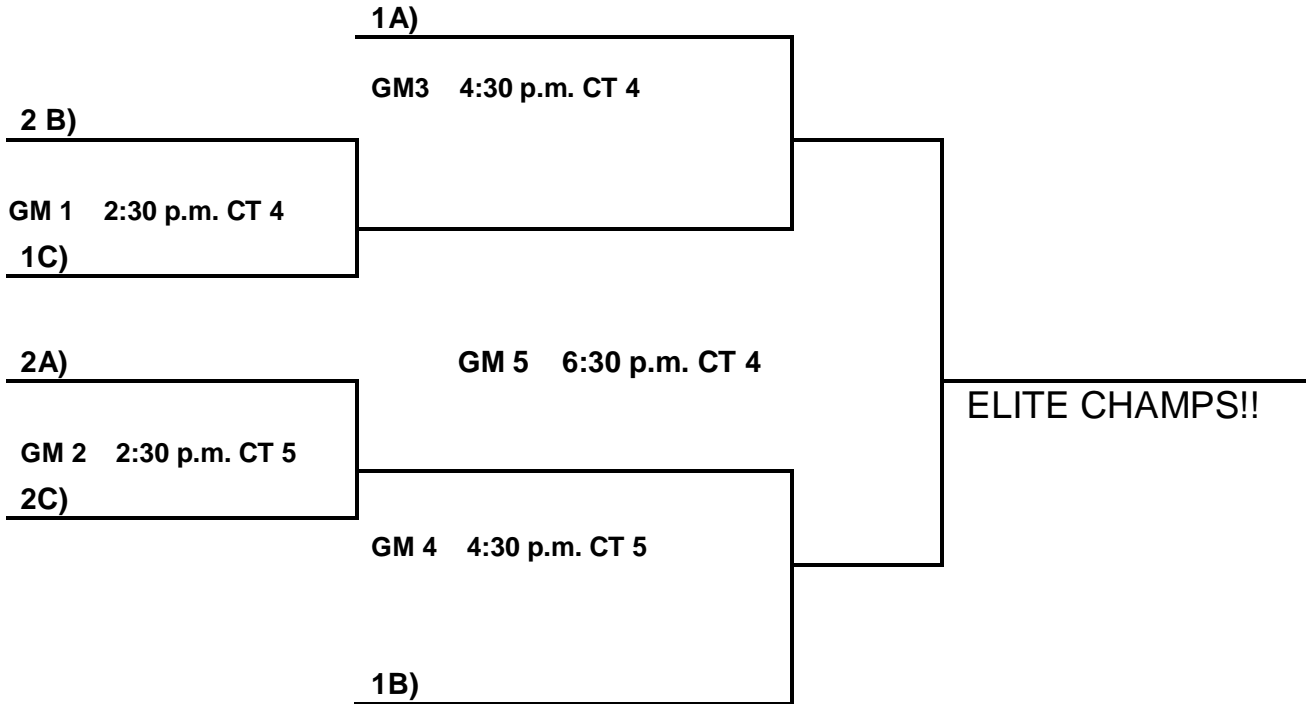 1A)
GM3 4:30 p.m. CT 4
2 B)
GM 1 2:30 p.m. CT 4
1C)
2A)
GM 5 6:30 p.m. CT 4
ELITE CHAMPS!!
GM 2 2:30 p.m. CT 5
2C)
GM 4 4:30 p.m. CT 5
1B)